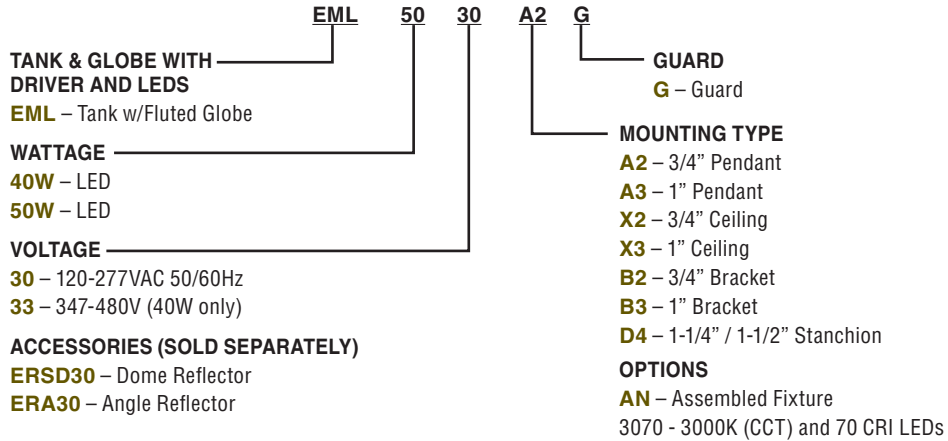 EML 50 30 A2 G
TANK & GLOBE WITH
DRIVER AND LEDS
EML – Tank w/Fluted Globe
WATTAGE
40W – LED
50W – LED
VOLTAGE
30 – 120-277VAC 50/60Hz
33 – 347-480V (40W only)
ACCESSORIES (SOLD SEPARATELY)
ERSD30 – Dome Reflector
ERA30 – Angle Reflector
GUARD
G – Guard
MOUNTING TYPE
A2 – 3/4” Pendant
A3 – 1” Pendant
X2 – 3/4” Ceiling
X3 – 1” Ceiling
B2 – 3/4” Bracket
B3 – 1” Bracket
D4 – 1-1/4” / 1-1/2” Stanchion
OPTIONS
AN – Assembled Fixture
3070 - 3000K (CCT) and 70 CRI LEDs